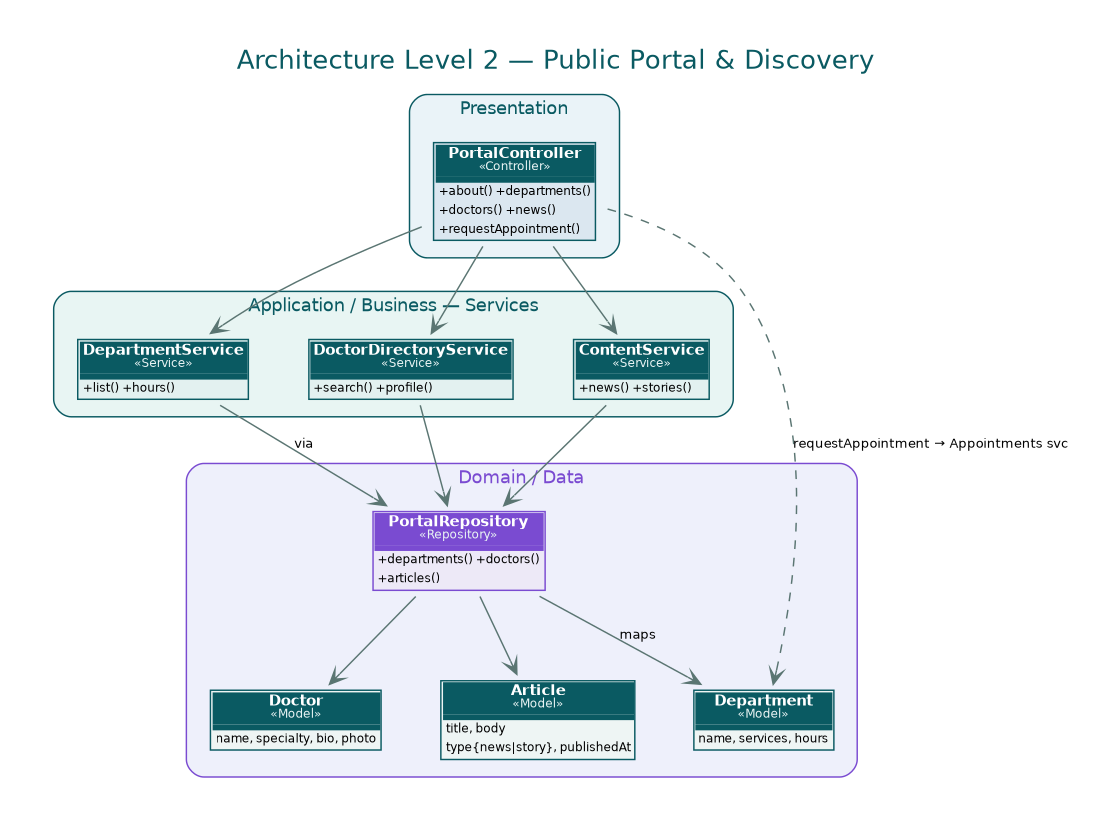 Architecture Level 2 — Public Portal & Discovery
Presentation
PortalController
«Controller»
+about() +departments()
+doctors() +news()
+requestAppointment()
Application / Business — Services
DepartmentService
«Service»
+list() +hours()
DoctorDirectoryService
«Service»
+search() +profile()
ContentService
«Service»
+news() +stories()
via
requestAppointment → Appointments svc
Domain / Data
PortalRepository
«Repository»
+departments() +doctors()
+articles()
maps
Doctor
«Model»
name, specialty, bio, photo
Article
«Model»
title, body
type{news|story}, publishedAt
Department
«Model»
name, services, hours